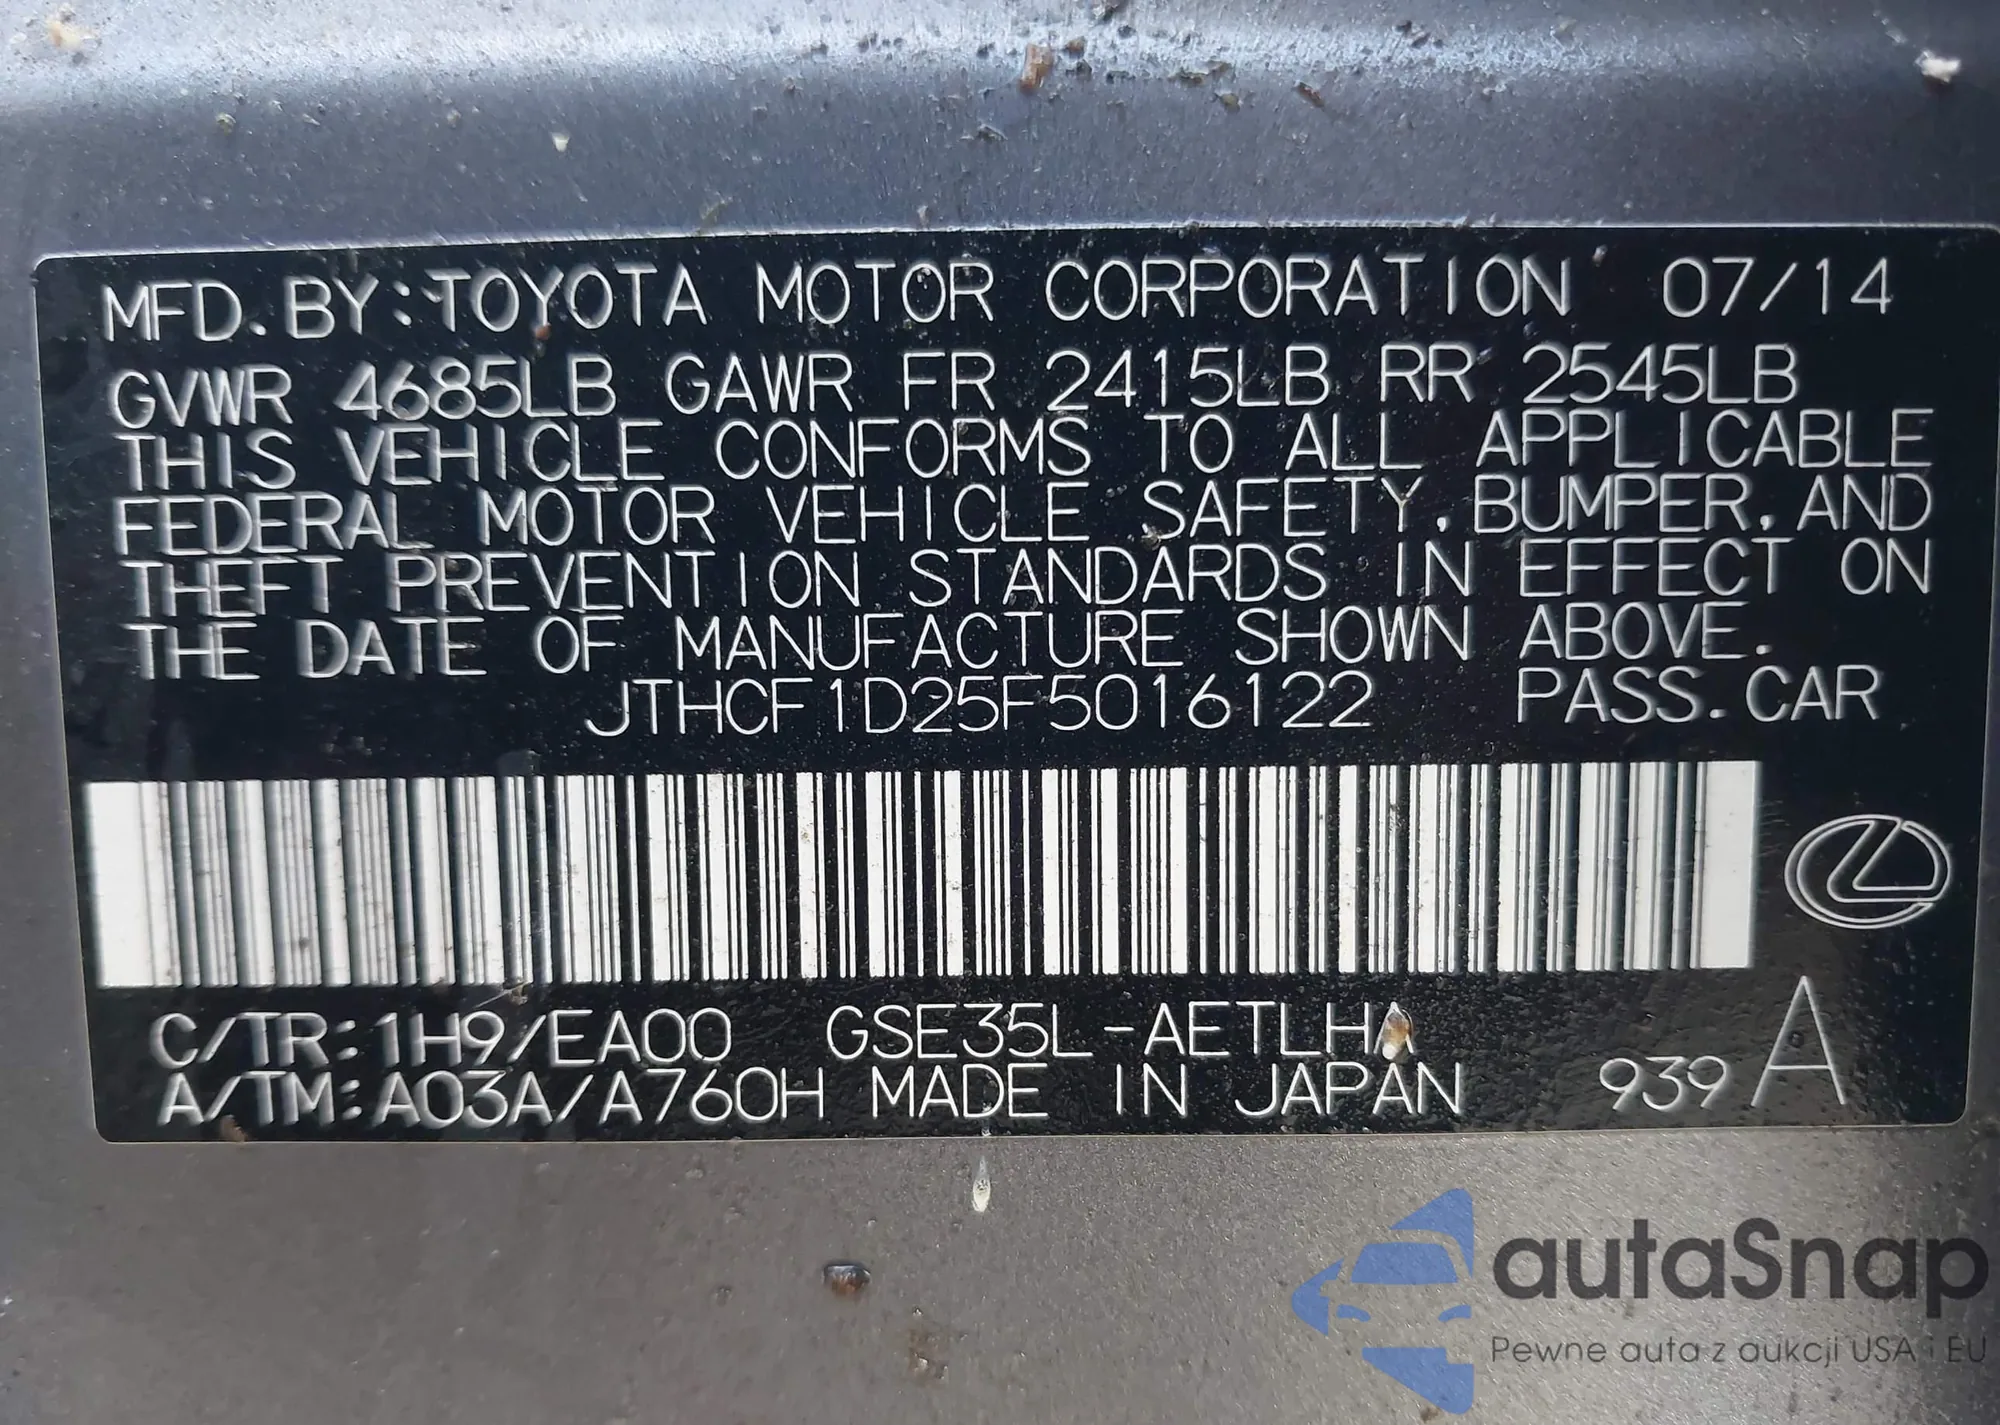 MFD. BY: TOYOTA MOTOR CORPORATION 07/14
GVWR 4685LB GAWR FR 2415LB RR 2545LB
THIS VEHICLE CONFORMS TO ALL APPLICABLE
FEDERAL MOTOR VEHICLE SAFETY, BUMPER, AND
THEFT PREVENTION STANDARDS IN EFFECT ON
THE DATE OF MANUFACTURE SHOWN ABOVE.
JTHCF1D25F5016122 PASS. CAR
C/TR: 1H9/EA00 GSE35L-AETLHA
A/TM: A03A/A760H MADE IN JAPAN 939 A
autaSnap
Pewne auta z aukcji USA i EU